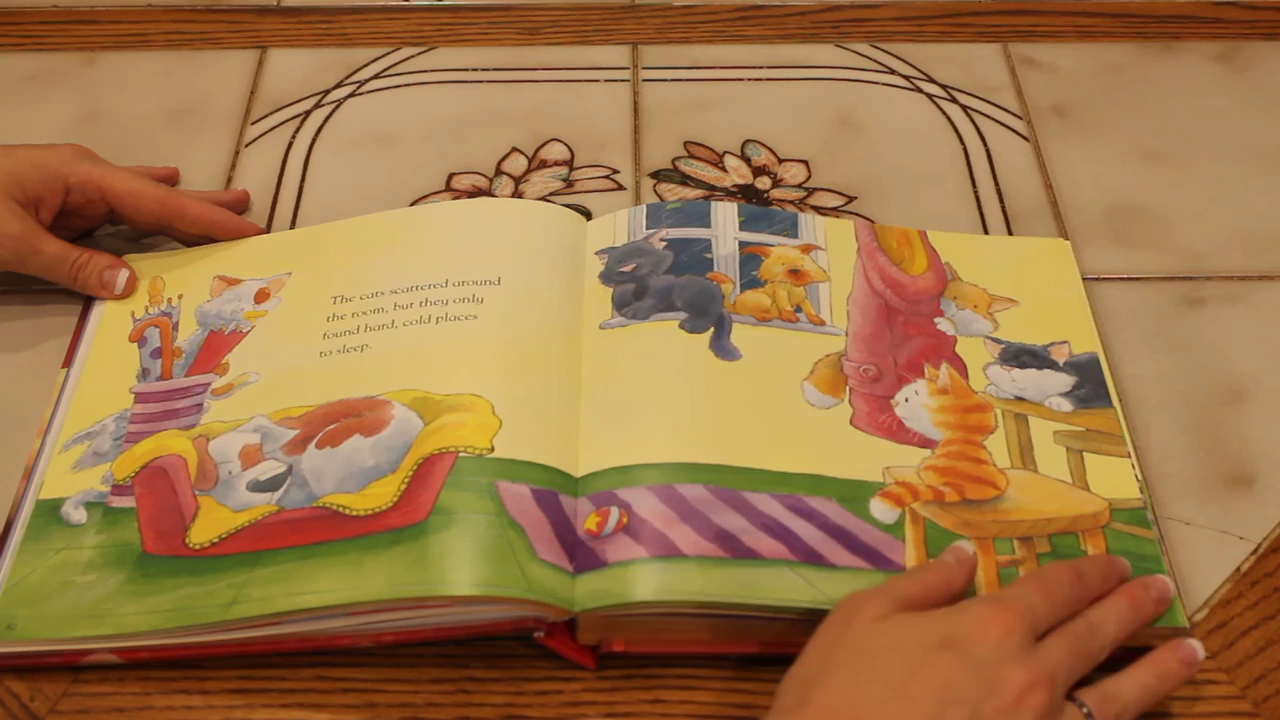 The cats scattered around
the room, but they only
found hard, cold places
to sleep.